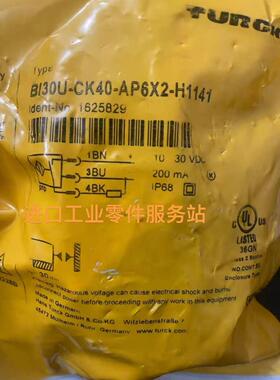 TURCK
Type
BI30U-CK40-AP6X2-H1141
Ident-No. 1625829
1BN + 10 30 VDC
3BU - 200 mA
4BK IP68
进口工业零件服务站
UL
LISTED
Hans Turck GmbH & Co.KG Witzlebenstraße 7
45472 Mülheim / Ruhr Germany www.turck.com